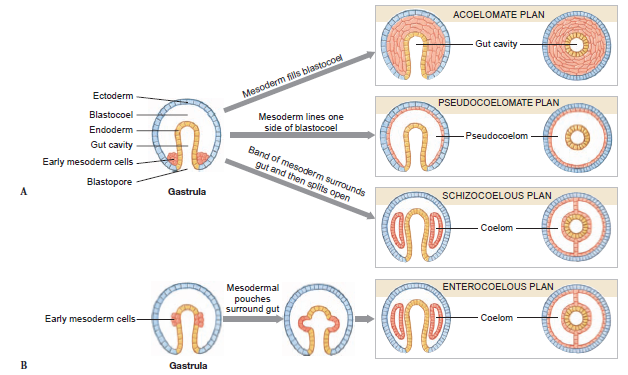 ACOELOMATE PLAN
Gut cavity
Mesoderm fills blastocoel
Ectoderm
Blastocoel
Endoderm
Gut cavity
Early mesoderm cells
Blastopore
A
Gastrula
Mesoderm lines one
side of blastocoel
PSEUDOCOELOMATE PLAN
Pseudocoelom
Band of mesoderm surrounds
gut and then splits open
SCHIZOCOELOUS PLAN
Coelom
Early mesoderm cells
Gastrula
B
Mesodermal
pouches
surround gut
ENTEROCOELOUS PLAN
Coelom